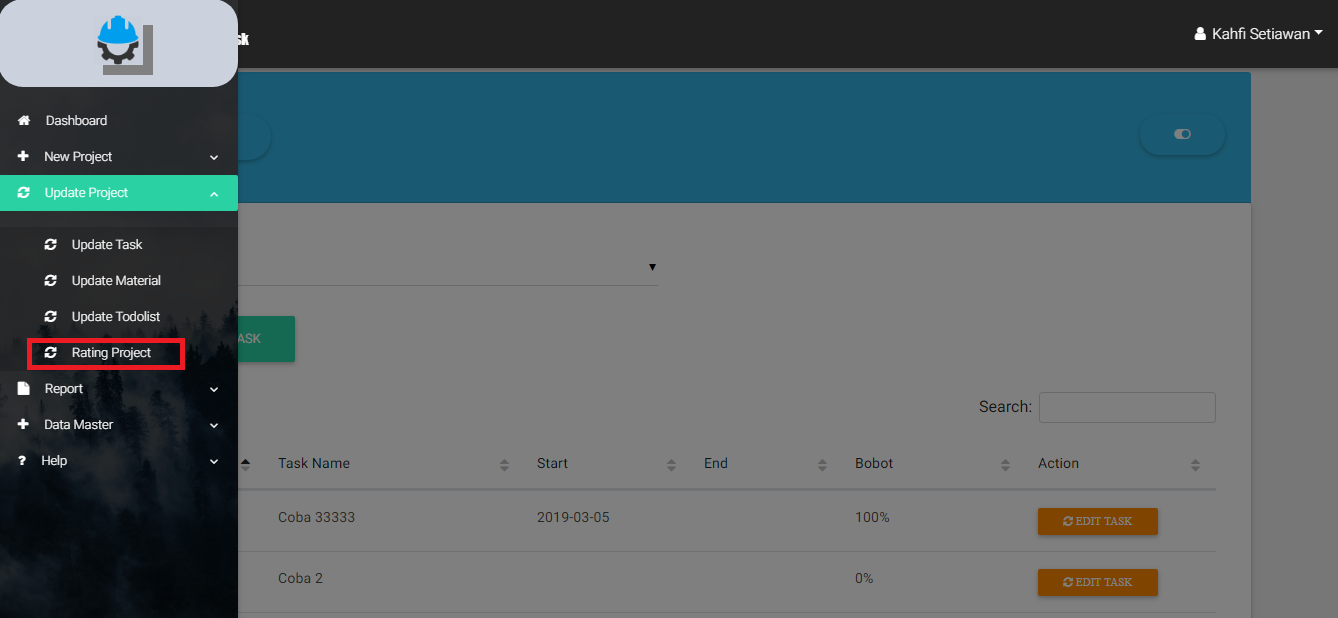 sk
Kahfi Setiawan
Dashboard
New Project
Update Project
Update Task
Update Material
Update Todolist
Rating Project
Report
Data Master
? Help
ASK
Search:
Task Name Start End Bobot Action
Coba 33333 2019-03-05 100% EDIT TASK
Coba 2 0% EDIT TASK